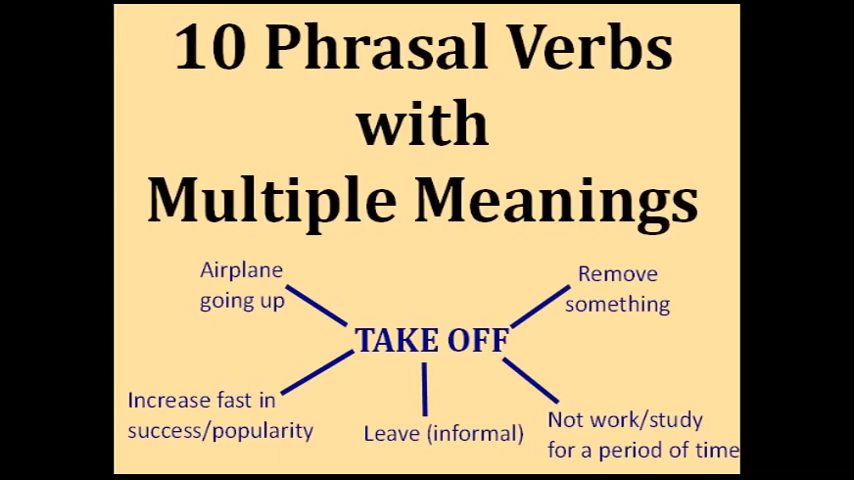 10 Phrasal Verbs
with
Multiple Meanings
Airplane
going up
Remove
something
TAKE OFF
Increase fast in
success/popularity
Leave (informal)
Not work/study
for a period of time